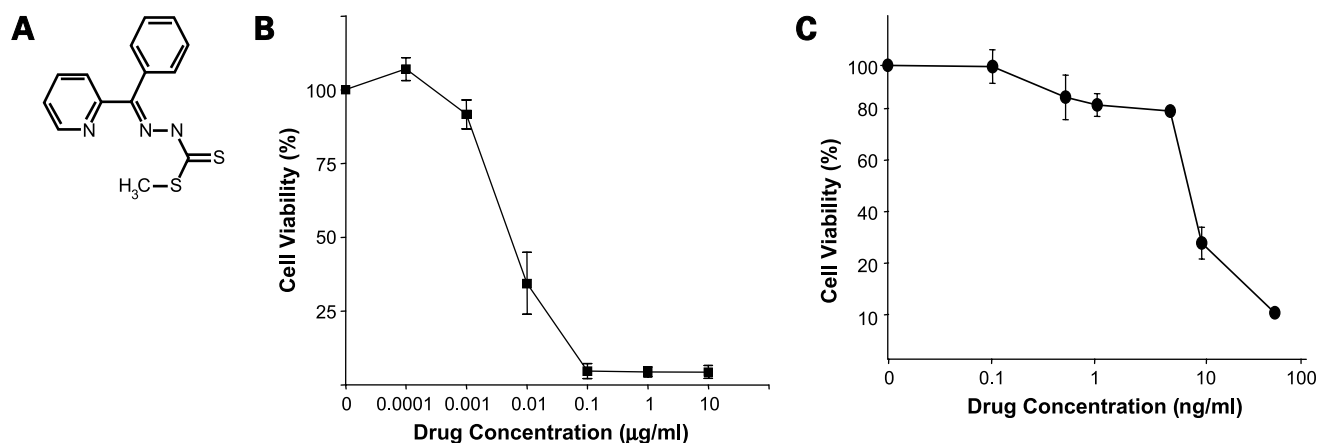 A
N
N
N
S
S
H₃C
B
100
75
50
25
0
0.0001
0.001
0.01
0.1
1
10
Cell Viability (%)
Drug Concentration (μg/ml)
C
100
80
60
40
20
10
0
0.1
1
10
100
Cell Viability (%)
Drug Concentration (ng/ml)